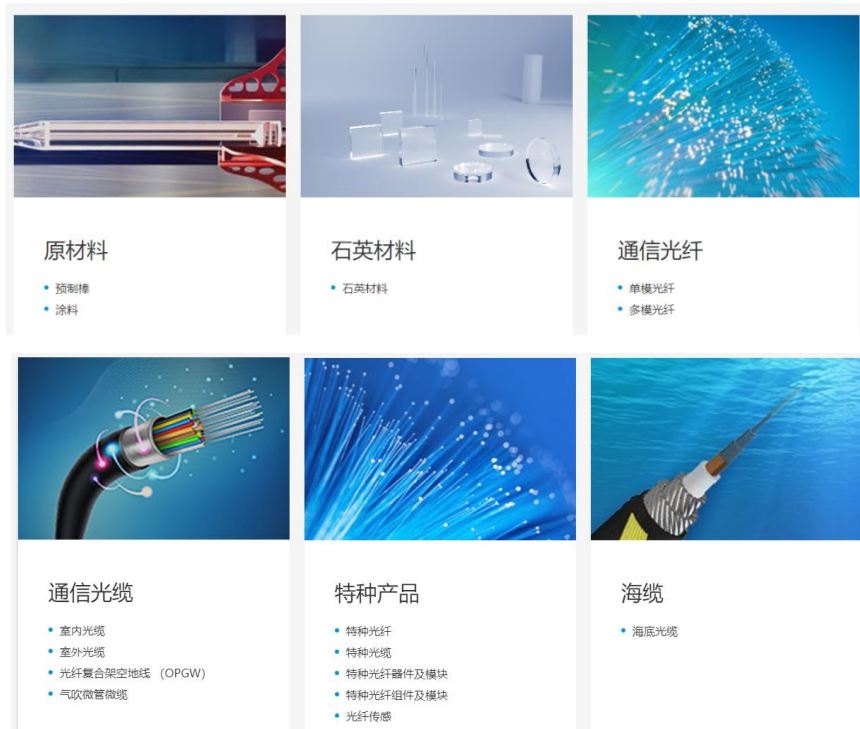 原材料
预制棒
涂料
石英材料
石英材料
通信光纤
单模光纤
多模光纤
通信光缆
室内光缆
室外光缆
光纤复合架空地线 （OPGW）
气吹微管微缆
特种产品
特种光纤
特种光缆
特种光纤器件及模块
特种光纤组件及模块
光纤传感
海缆
海底光缆